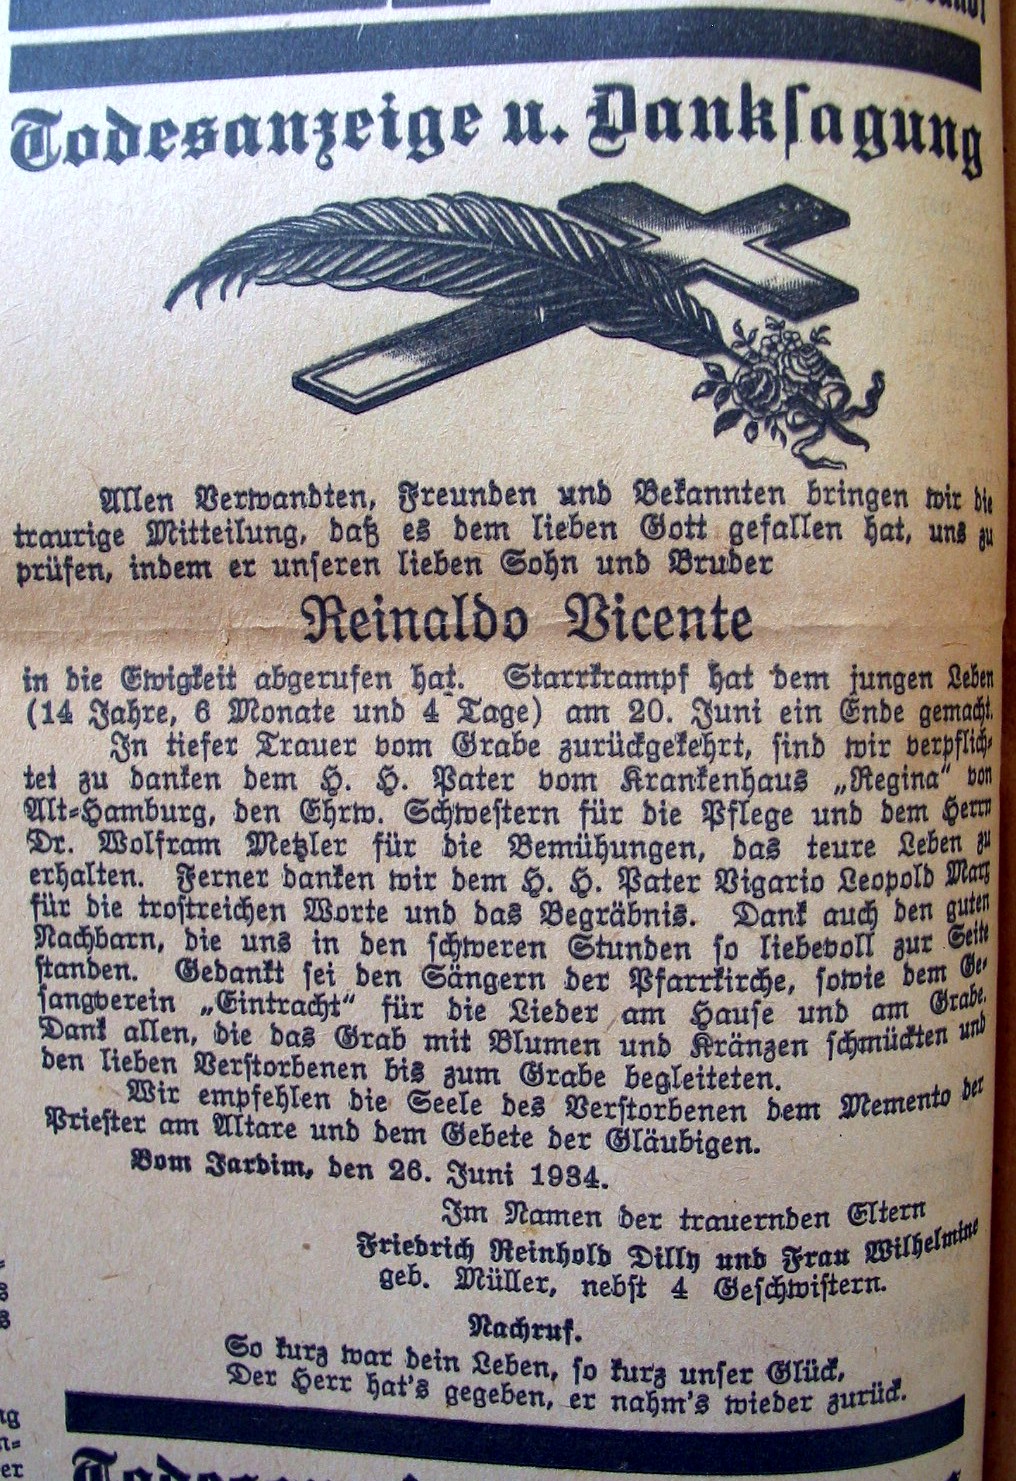 Todesanzeige u. Dankſagung
Allen Verwandten, Freunden und Bekannten bringen wir die
traurige Mitteilung, daß es dem lieben Gott gefallen hat, uns zu
prüfen, indem er unſeren lieben Sohn und Bruder
Reinaldo Vicente
in die Ewigkeit abgerufen hat. Starrkrampf hat dem jungen Leben
(14 Jahre, 6 Monate und 4 Tage) am 20. Juni ein Ende gemacht.
In tiefer Trauer vom Grabe zurückgekehrt, ſind wir verpflich-
tet zu danken dem H. H. Pater vom Krankenhaus „Regina“ von
Alt-Hamburg, den Ehrw. Schweſtern für die Pflege und dem Herrn
Dr. Wolfram Metzler für die Bemühungen, das teure Leben zu
erhalten. Ferner danken wir dem H. H. Pater Vigario Leopold Marx
für die troſtreichen Worte und das Begräbnis. Dank auch den guten
Nachbarn, die uns in den ſchweren Stunden ſo liebevoll zur Seite
ſtanden. Gedankt ſei den Sängern der Pfarrkirche, ſowie dem Ge-
ſangverein „Eintracht“ für die Lieder am Hauſe und am Grabe.
Dank allen, die das Grab mit Blumen und Kränzen ſchmückten und
den lieben Verſtorbenen bis zum Grabe begleiteten.
Wir empfehlen die Seele des Verſtorbenen dem Memento der
Prieſter am Altare und dem Gebete der Gläubigen.
Bom Jardim, den 26. Juni 1934.
Im Namen der trauernden Eltern
Friedrich Reinhold Dilly und Frau Wilhelmine
geb. Müller, nebſt 4 Geſchwiſtern.
Nachruf.
So kurz war dein Leben, ſo kurz unſer Glück,
Der Herr hat's gegeben, er nahm's wieder zurück.